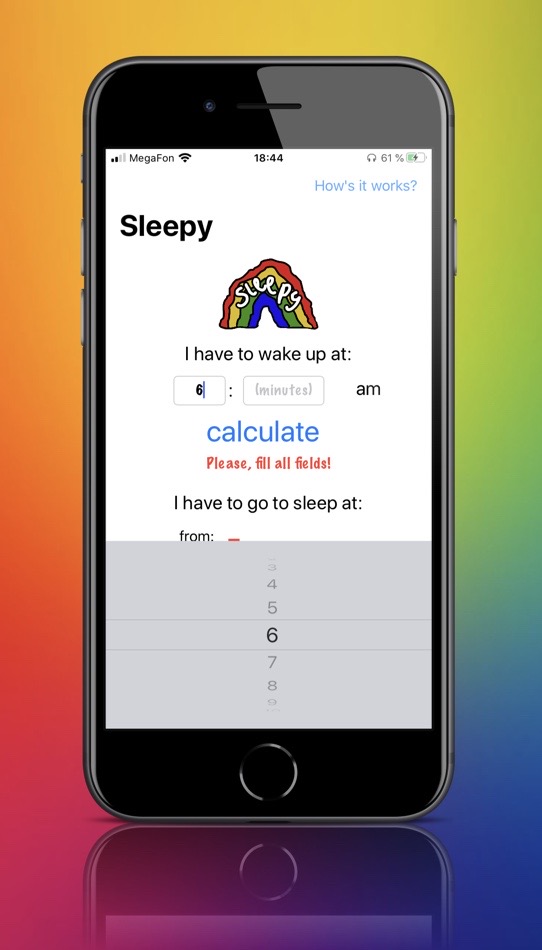 MegaFon 18:44 61 %
How's it works?
Sleepy
Sleepy
I have to wake up at:
6 : (minutes) am
calculate
Please, fill all fields!
I have to go to sleep at:
from: –
3
4
5
6
7
8
9